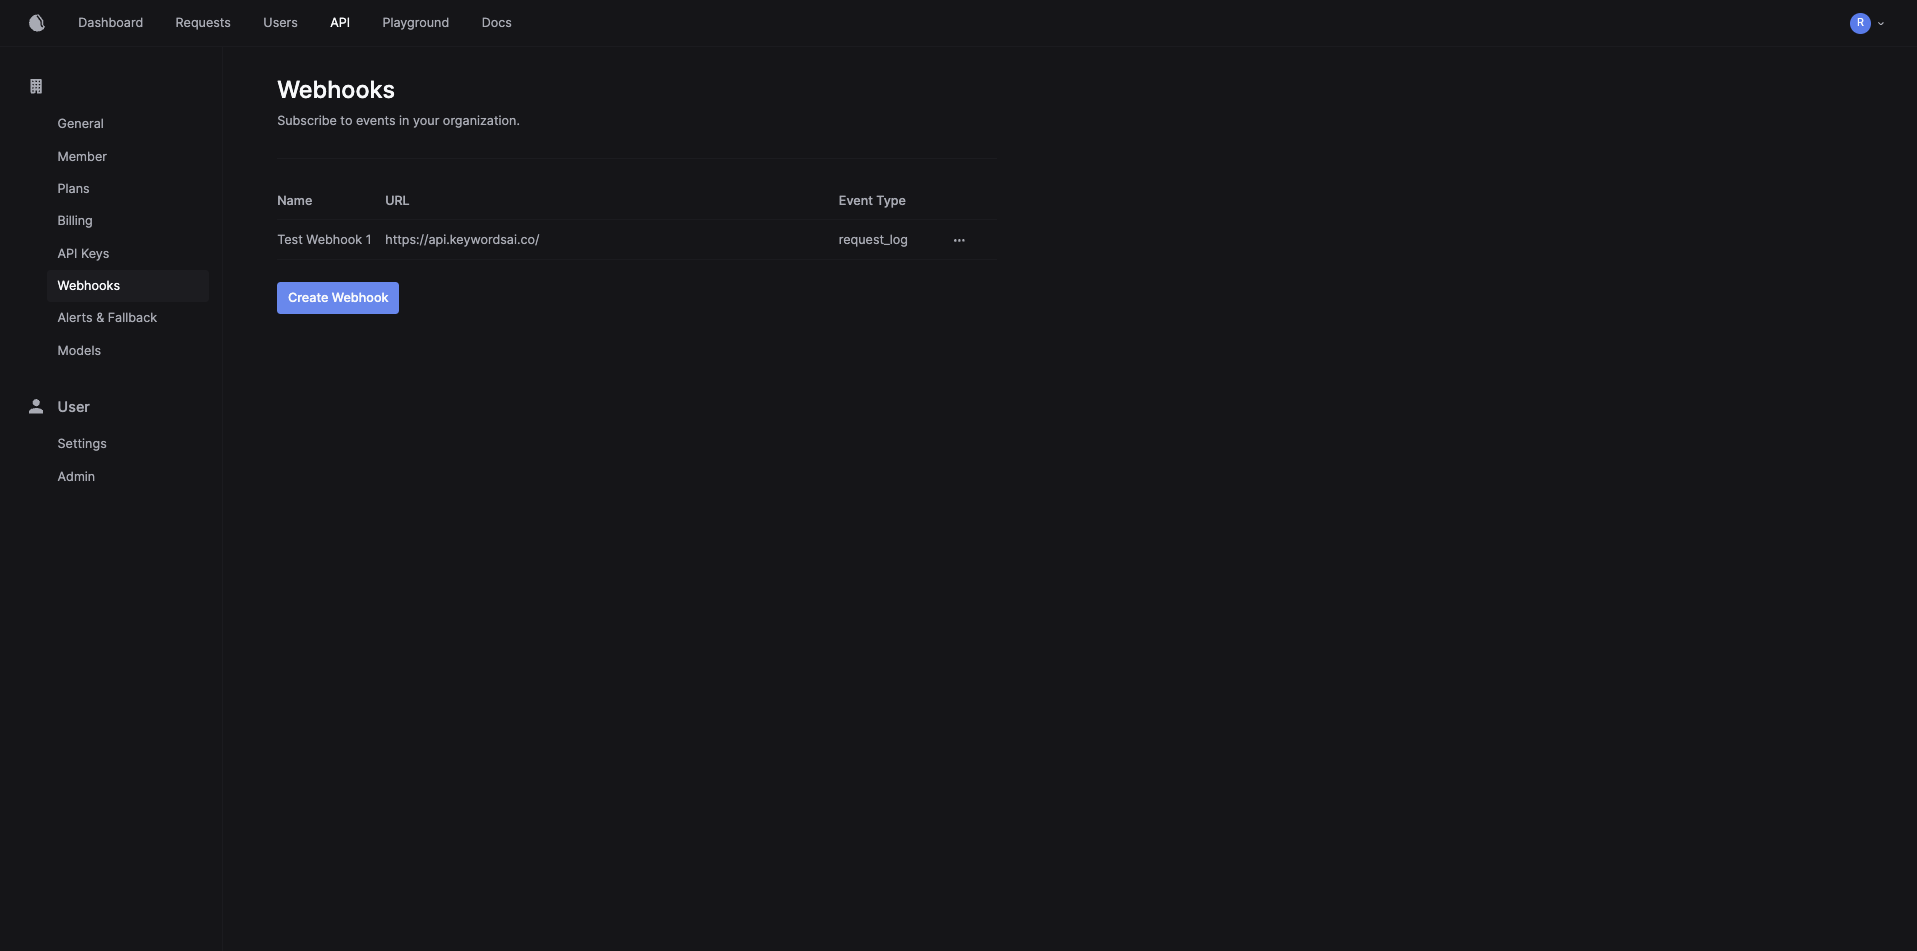 Dashboard Requests Users API Playground Docs R
General
Member
Plans
Billing
API Keys
Webhooks
Alerts & Fallback
Models
User
Settings
Admin
Webhooks
Subscribe to events in your organization.
Name URL Event Type
Test Webhook 1 https://api.keywordsai.co/ request_log ...
Create Webhook